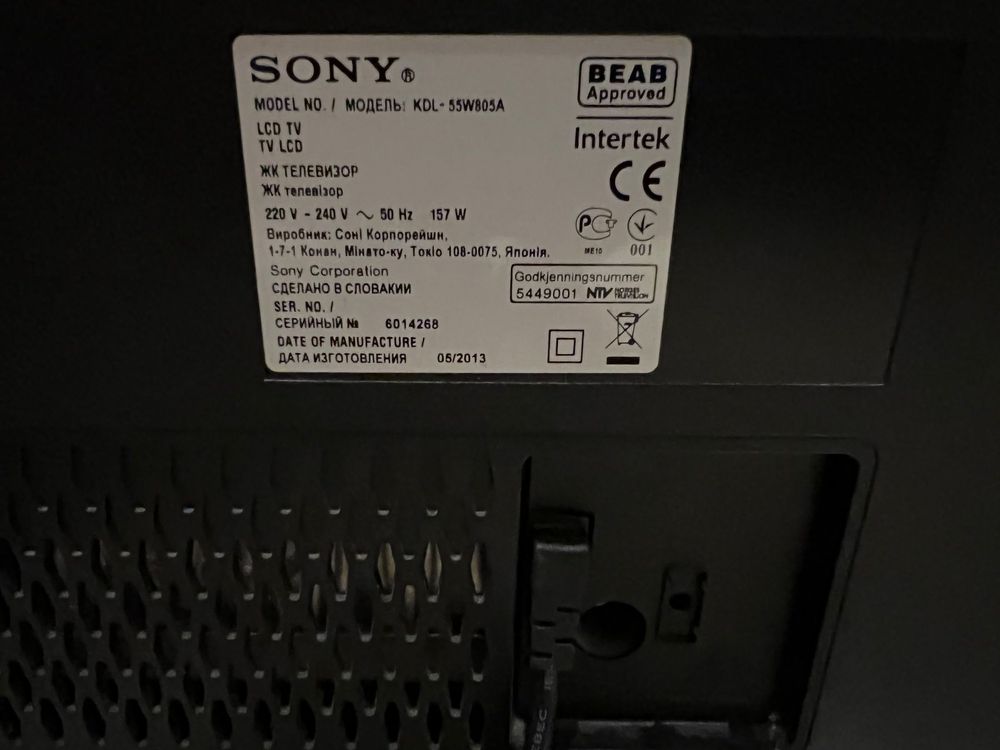 SONY®
MODEL NO. / МОДЕЛЬ: KDL-55W805A
LCD TV
TV LCD
ЖК ТЕЛЕВИЗОР
ЖК телевізор
220 V - 240 V ~ 50 Hz 157 W
Виробник: Соні Корпорейшн,
1-7-1 Конан, Мінато-ку, Токіо 108-0075, Японія.
Sony Corporation
СДЕЛАНО В СЛОВАКИИ
SER. NO. /
СЕРИЙНЫЙ № 6014268
DATE OF MANUFACTURE /
ДАТА ИЗГОТОВЛЕНИЯ 05/2013
BEAB
Approved
Intertek
CE
РСТ
ME10 001
Godkjenningsnummer
5449001 NTV NORGES TELEVISJON